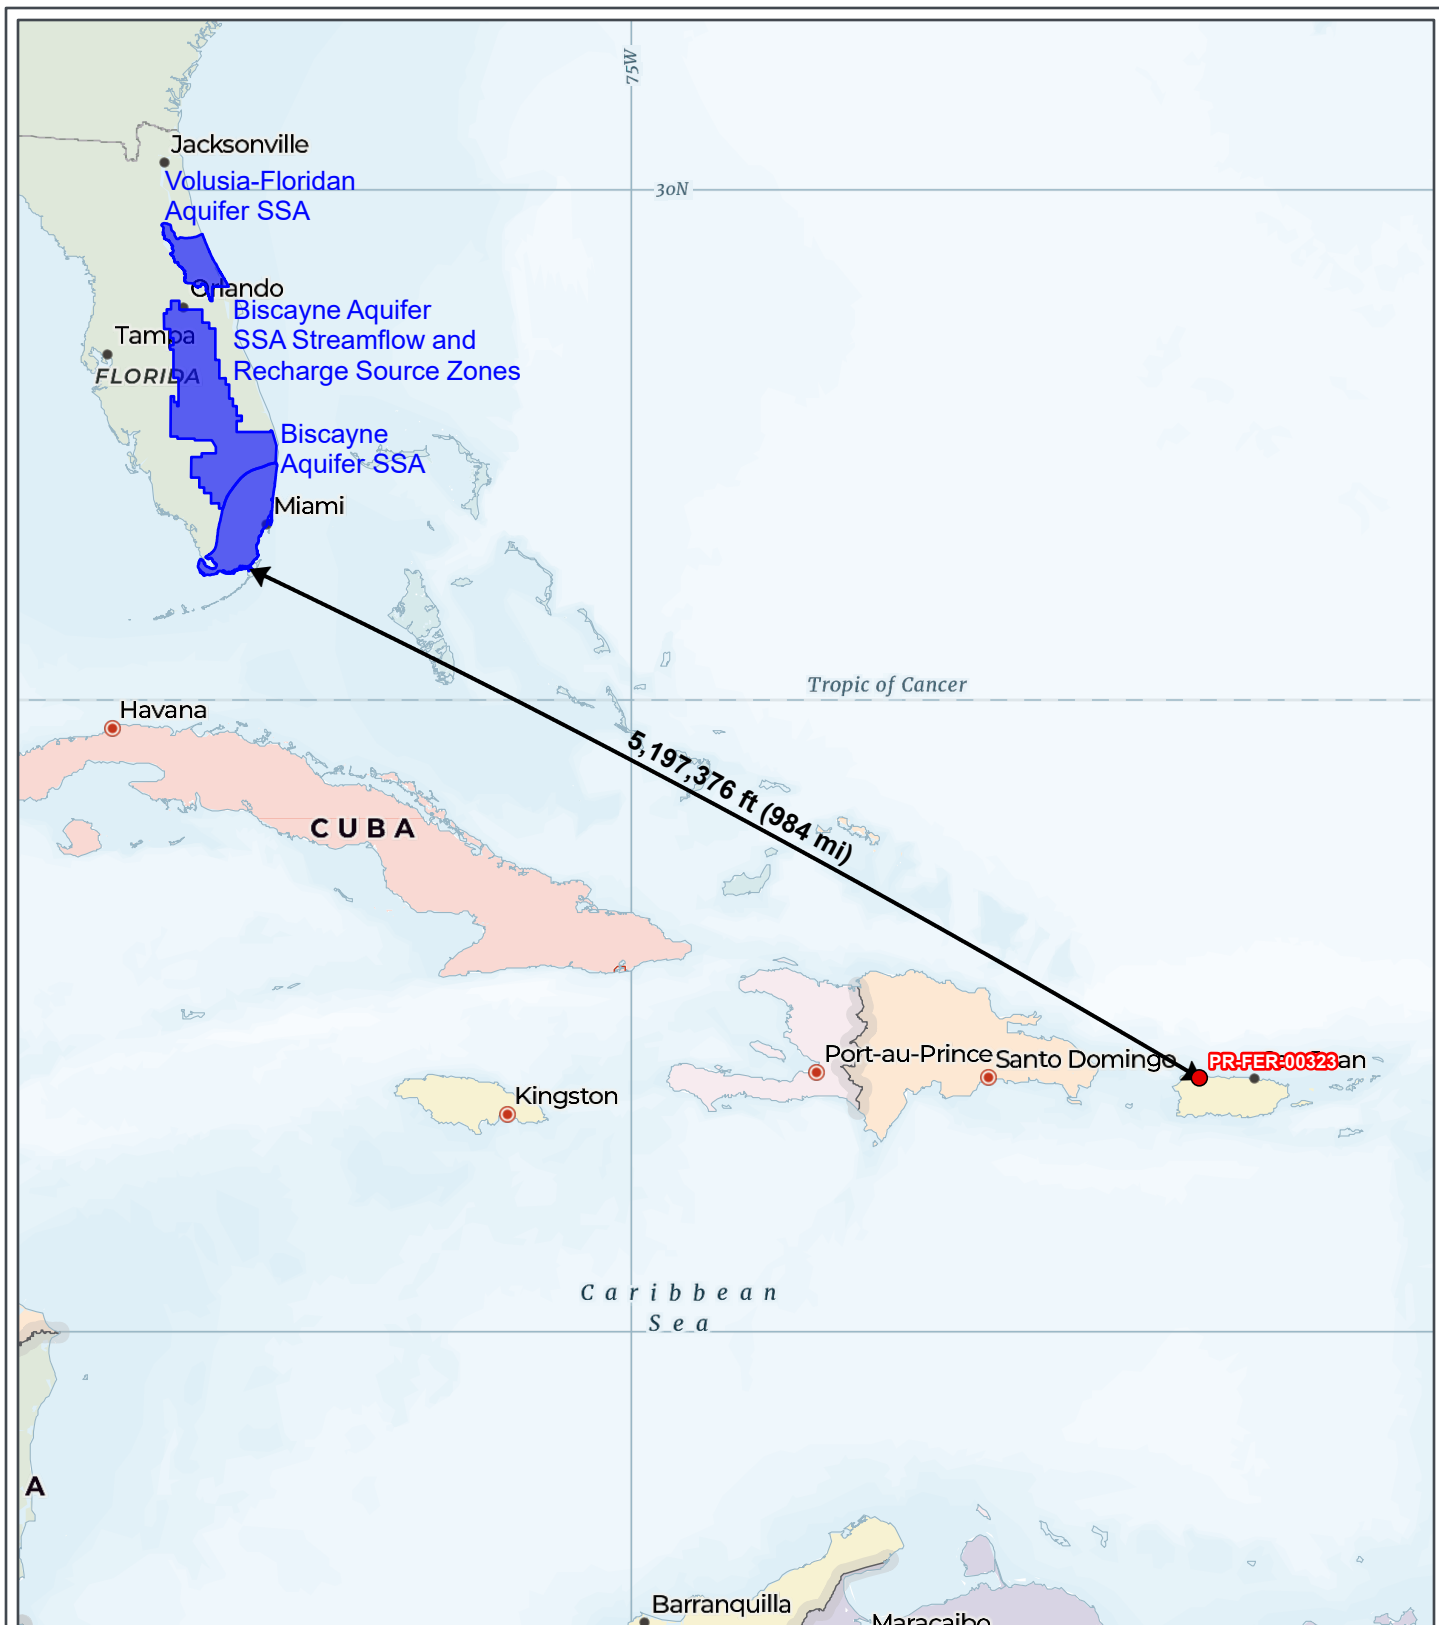 75W
Jacksonville
Volusia-Floridan
Aquifer SSA
30N
Orlando
Biscayne Aquifer
SSA Streamflow and
Recharge Source Zones
Tampa
FLORIDA
Biscayne
Aquifer SSA
Miami
Tropic of Cancer
Havana
5,197,376 ft (984 mi)
CUBA
Port-au-Prince
Santo Domingo
PR-FER-00323
Kingston
Caribbean
Sea
A
Barranquilla
Maracaibo